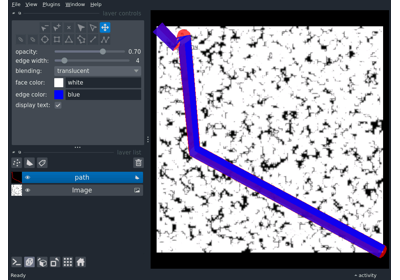 File View Plugins Window Help
layer controls
opacity: 0.70
edge width: 4
blending: translucent
face color: white
edge color: blue
display text:
layer list
path
Image
Ready
activity